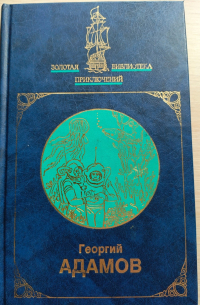 ЗОЛОТАЯ БИБЛИОТЕКА
ПРИКЛЮЧЕНИЙ
Георгий
АДАМОВ